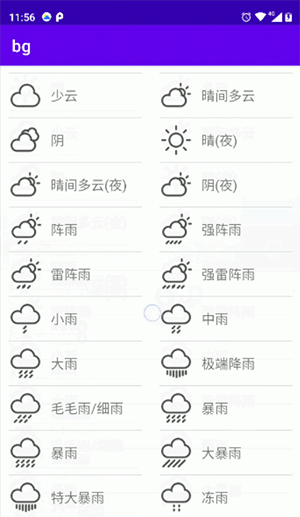 11:56
4G
bg
少云 晴间多云
阴 晴(夜)
晴间多云(夜) 阴(夜)
阵雨 强阵雨
雷阵雨 强雷阵雨
小雨 中雨
大雨 极端降雨
毛毛雨/细雨 暴雨
暴雨 大暴雨
特大暴雨 冻雨